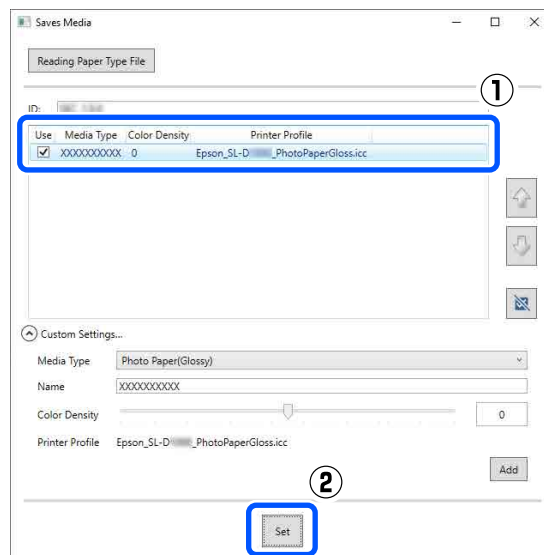 Saves Media
Reading Paper Type File
①
ID:
Use Media Type Color Density Printer Profile
XXXXXXXXXX 0 Epson_SL-D _PhotoPaperGloss.icc
Custom Settings...
Media Type Photo Paper(Glossy)
Name XXXXXXXXXX
Color Density 0
Printer Profile Epson_SL-D _PhotoPaperGloss.icc
Add
②
Set